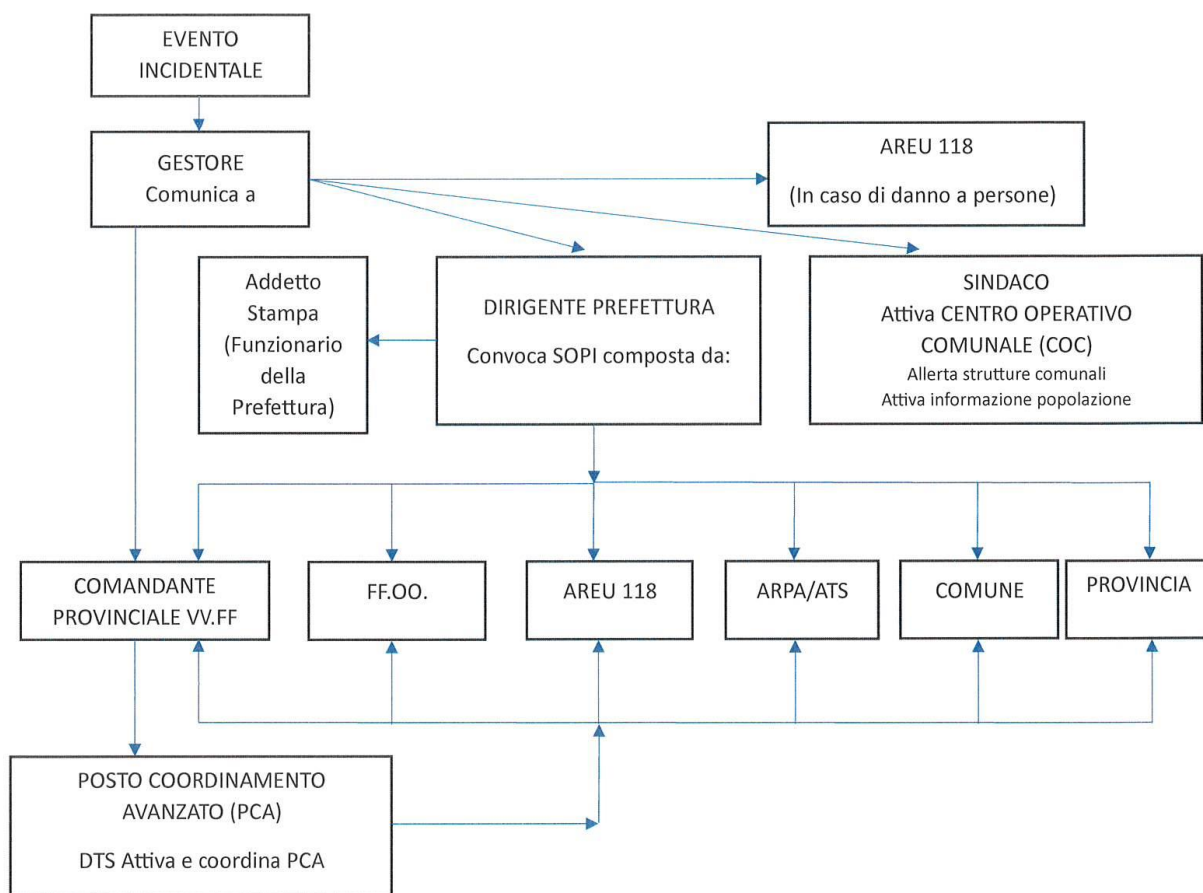 EVENTO
INCIDENTALE
GESTORE
Comunica a
AREU 118
(In caso di danno a persone)
Addetto
Stampa
(Funzionario
della
Prefettura)
DIRIGENTE PREFETTURA
Convoca SOPI composta da:
SINDACO
Attiva CENTRO OPERATIVO
COMUNALE (COC)
Allerta strutture comunali
Attiva informazione popolazione
COMANDANTE
PROVINCIALE VV.FF
FF.OO.
AREU 118
ARPA/ATS
COMUNE
PROVINCIA
POSTO COORDINAMENTO
AVANZATO (PCA)
DTS Attiva e coordina PCA